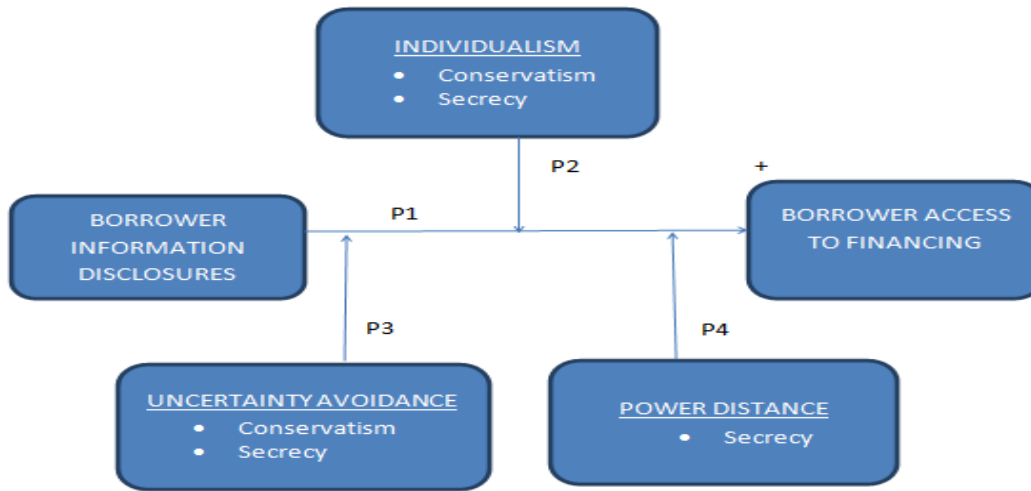 INDIVIDUALISM
• Conservatism
• Secrecy
P2
+
BORROWER
INFORMATION
DISCLOSURES
P1
BORROWER ACCESS
TO FINANCING
P3
P4
UNCERTAINTY AVOIDANCE
• Conservatism
• Secrecy
POWER DISTANCE
• Secrecy